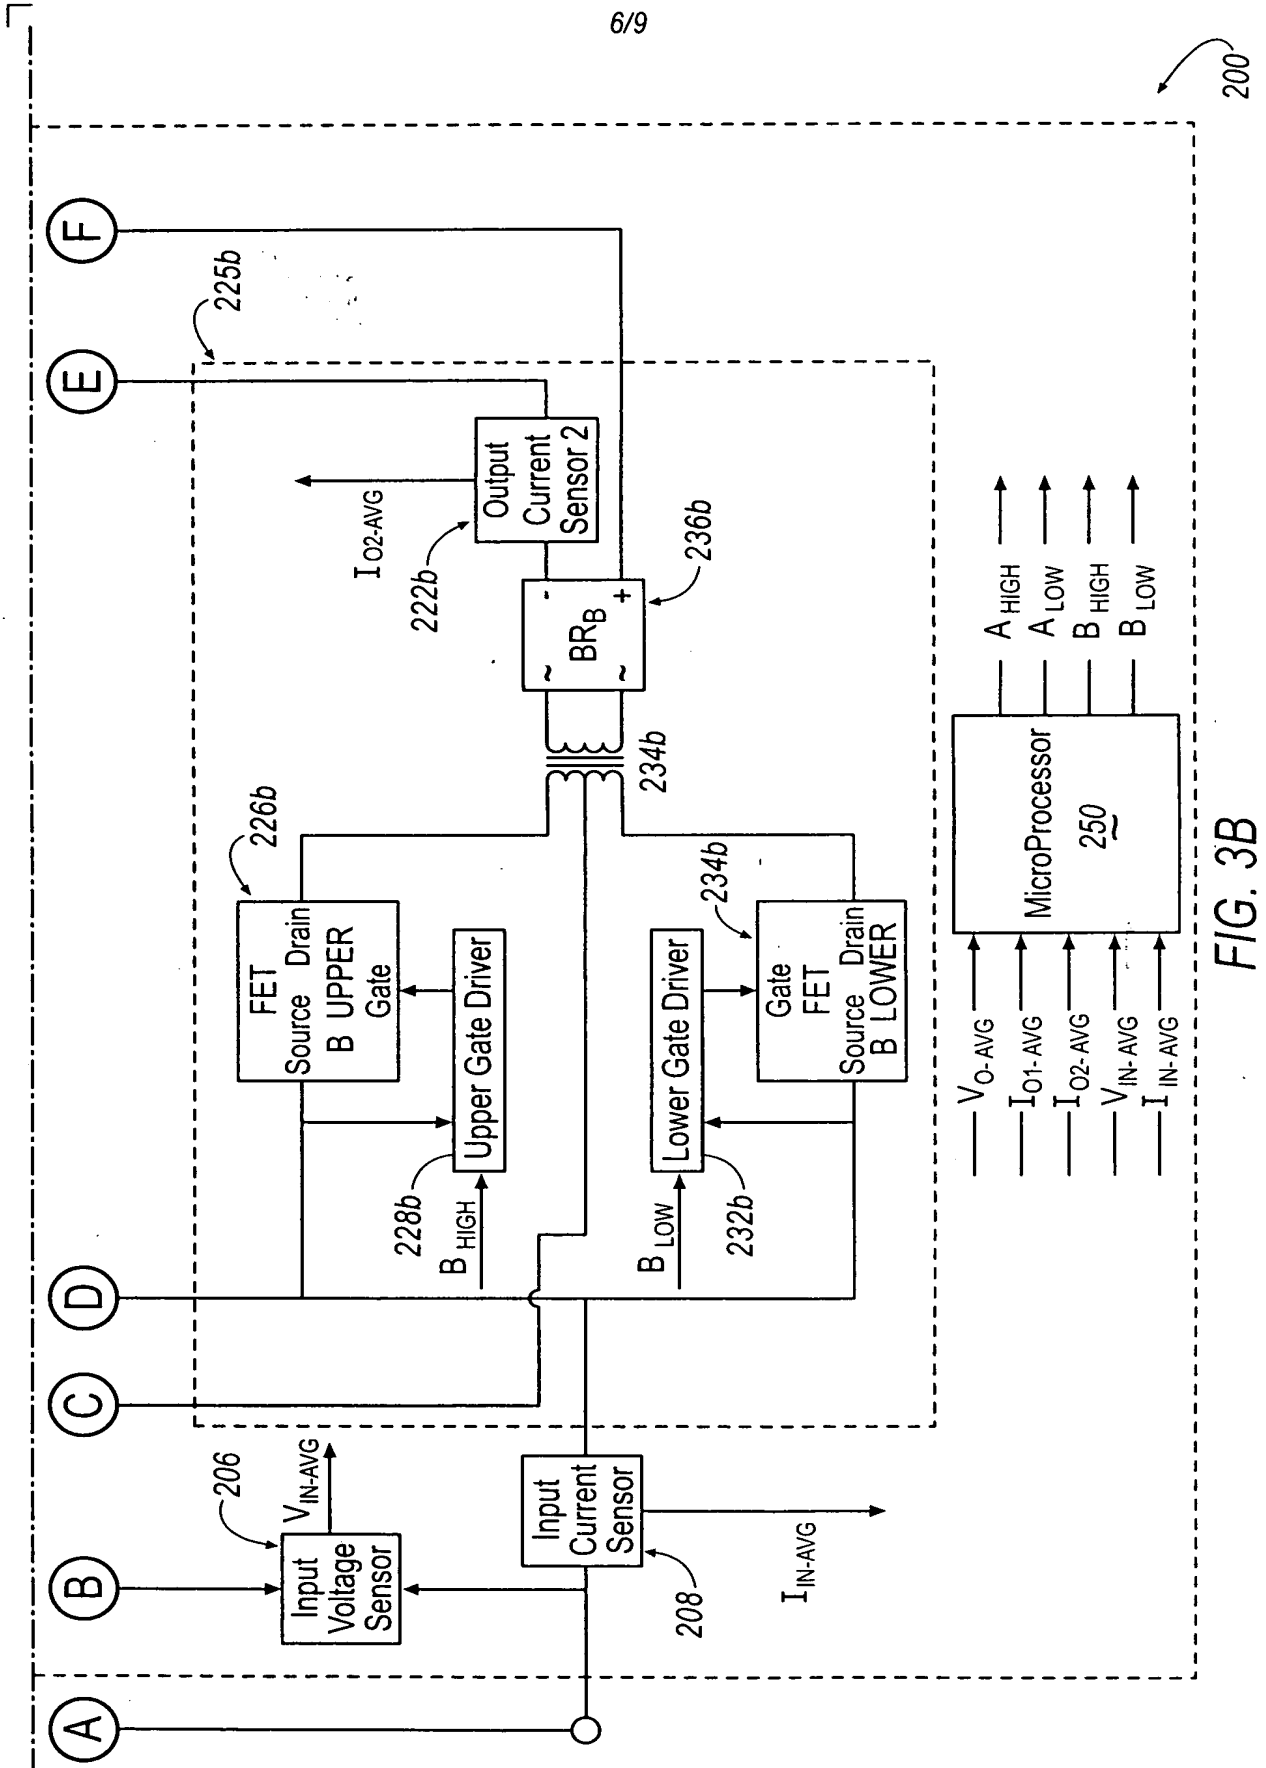 6/9
200
A
B
C
D
E
F
225b
206
V IN-AVG
Input
Voltage
Sensor
Input
Current
Sensor
208
I IN-AVG
226b
FET
Source Drain
B UPPER
Gate
Upper Gate Driver
228b
B HIGH
B LOW
Lower Gate Driver
232b
234b
Gate
FET
Source Drain
B LOWER
234b
~ -
BR B
~ +
236b
I O2-AVG
222b
Output
Current
Sensor 2
V O-AVG
I O1-AVG
I O2-AVG
V IN-AVG
I IN-AVG
MicroProcessor
250
A HIGH
A LOW
B HIGH
B LOW
FIG. 3B